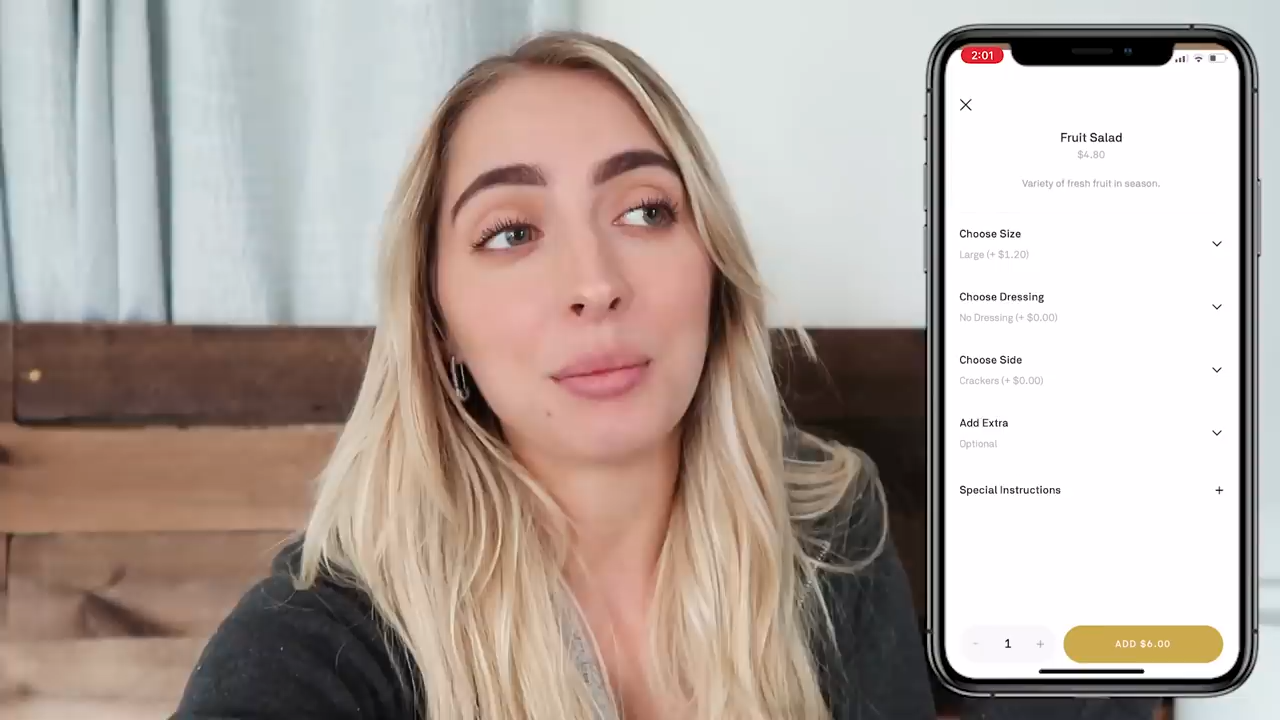 2:01
Fruit Salad
$4.80
Variety of fresh fruit in season.
Choose Size
Large (+ $1.20)
Choose Dressing
No Dressing (+ $0.00)
Choose Side
Crackers (+ $0.00)
Add Extra
Optional
Special Instructions
+
- 1 +
ADD $6.00